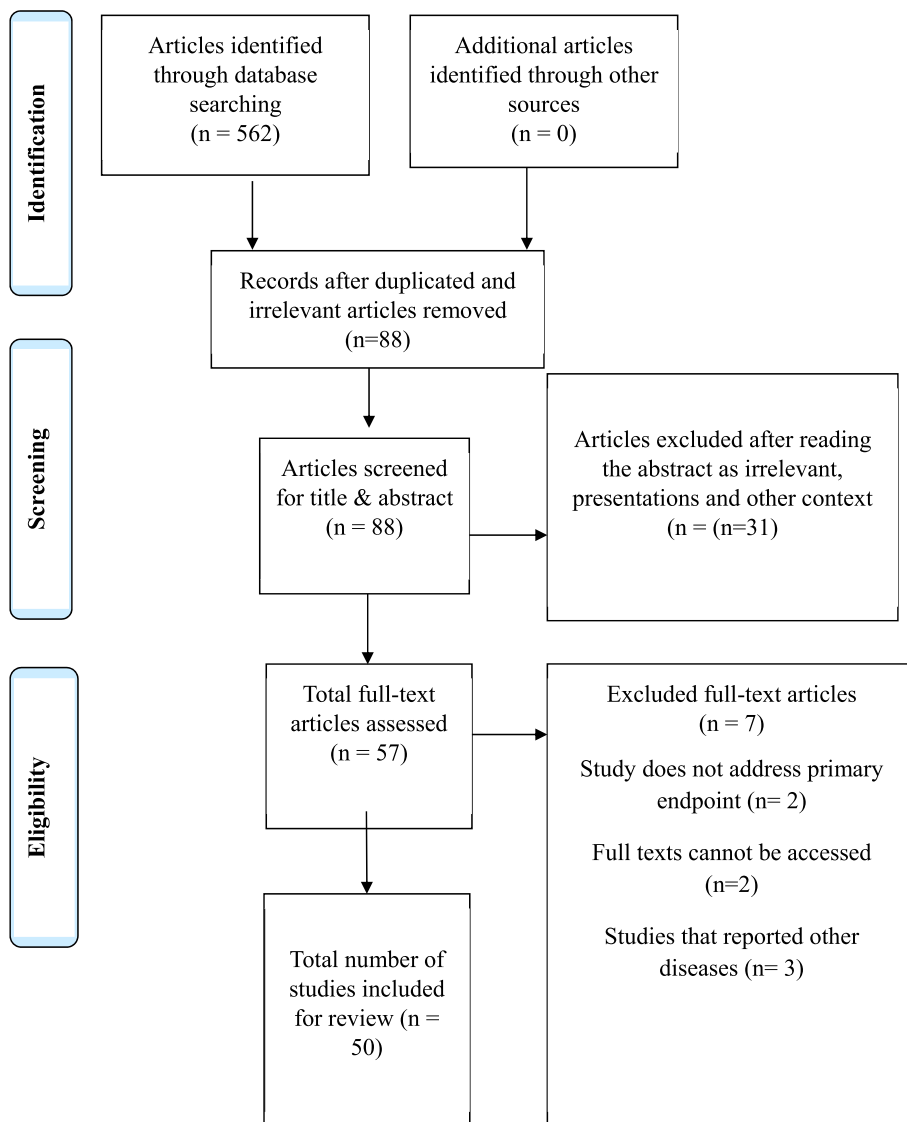 Identification
Articles identified
through database
searching
(n = 562)
Additional articles
identified through other
sources
(n = 0)
Records after duplicated and
irrelevant articles removed
(n=88)
Screening
Articles screened
for title & abstract
(n = 88)
Articles excluded after reading
the abstract as irrelevant,
presentations and other context
(n = (n=31)
Eligibility
Total full-text
articles assessed
(n = 57)
Excluded full-text articles
(n = 7)
Study does not address primary
endpoint (n= 2)
Full texts cannot be accessed
(n=2)
Studies that reported other
diseases (n= 3)
Total number of
studies included
for review (n =
50)